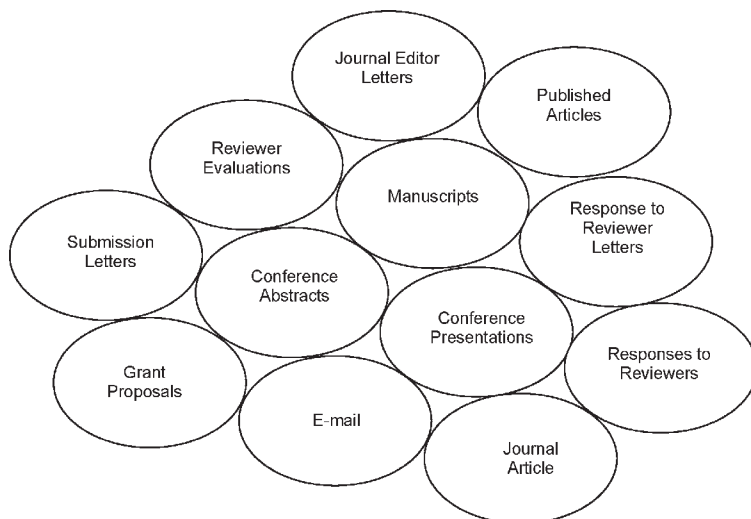 Journal Editor
Letters
Published
Articles
Reviewer
Evaluations
Manuscripts
Response to
Reviewer
Letters
Submission
Letters
Conference
Abstracts
Conference
Presentations
Responses to
Reviewers
Grant
Proposals
E-mail
Journal
Article